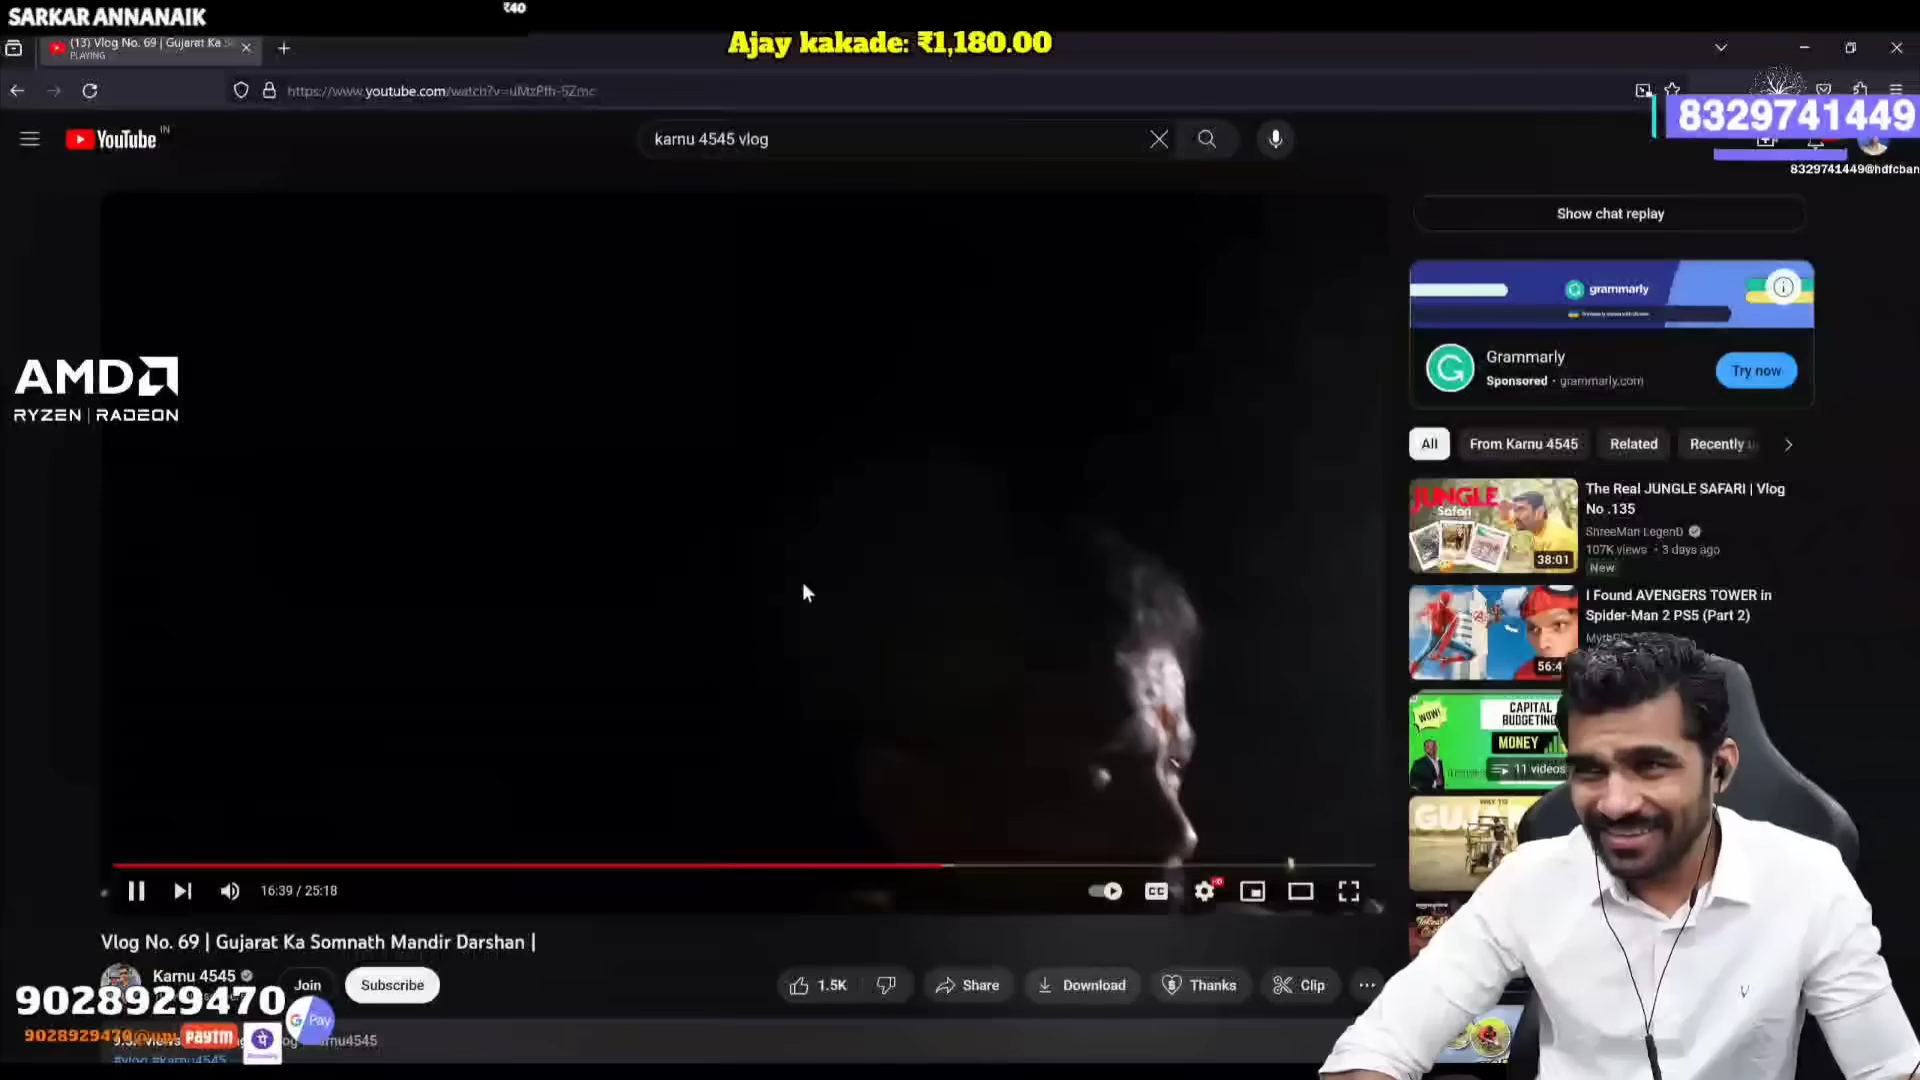 SARKAR ANNANAIK
₹40
Ajay kakade: ₹1,180.00
(13) Vlog No. 69 | Gujarat Ka So
PLAYING
https://www.youtube.com/watch?v=uMzPfh-5Zmc
8329741449
8329741449@hdfcban
YouTube IN
karnu 4545 vlog
Show chat replay
grammarly
Grammarly
Sponsored · grammarly.com
Try now
AMD
RYZEN | RADEON
All
From Karnu 4545
Related
Recently u
JUNGLE
Safari
38:01
The Real JUNGLE SAFARI | Vlog
No .135
ShreeMan LegenD
107K views · 3 days ago
New
I Found AVENGERS TOWER in
Spider-Man 2 PS5 (Part 2)
56:4
WOW!
CAPITAL
BUDGETING
MONEY
11 videos
16:39 / 25:18
CC
HD
Vlog No. 69 | Gujarat Ka Somnath Mandir Darshan |
Karnu 4545
Join
Subscribe
1.5K
Share
Download
Thanks
Clip
9028929470
G Pay
Paytm
#vlog #karnu4545